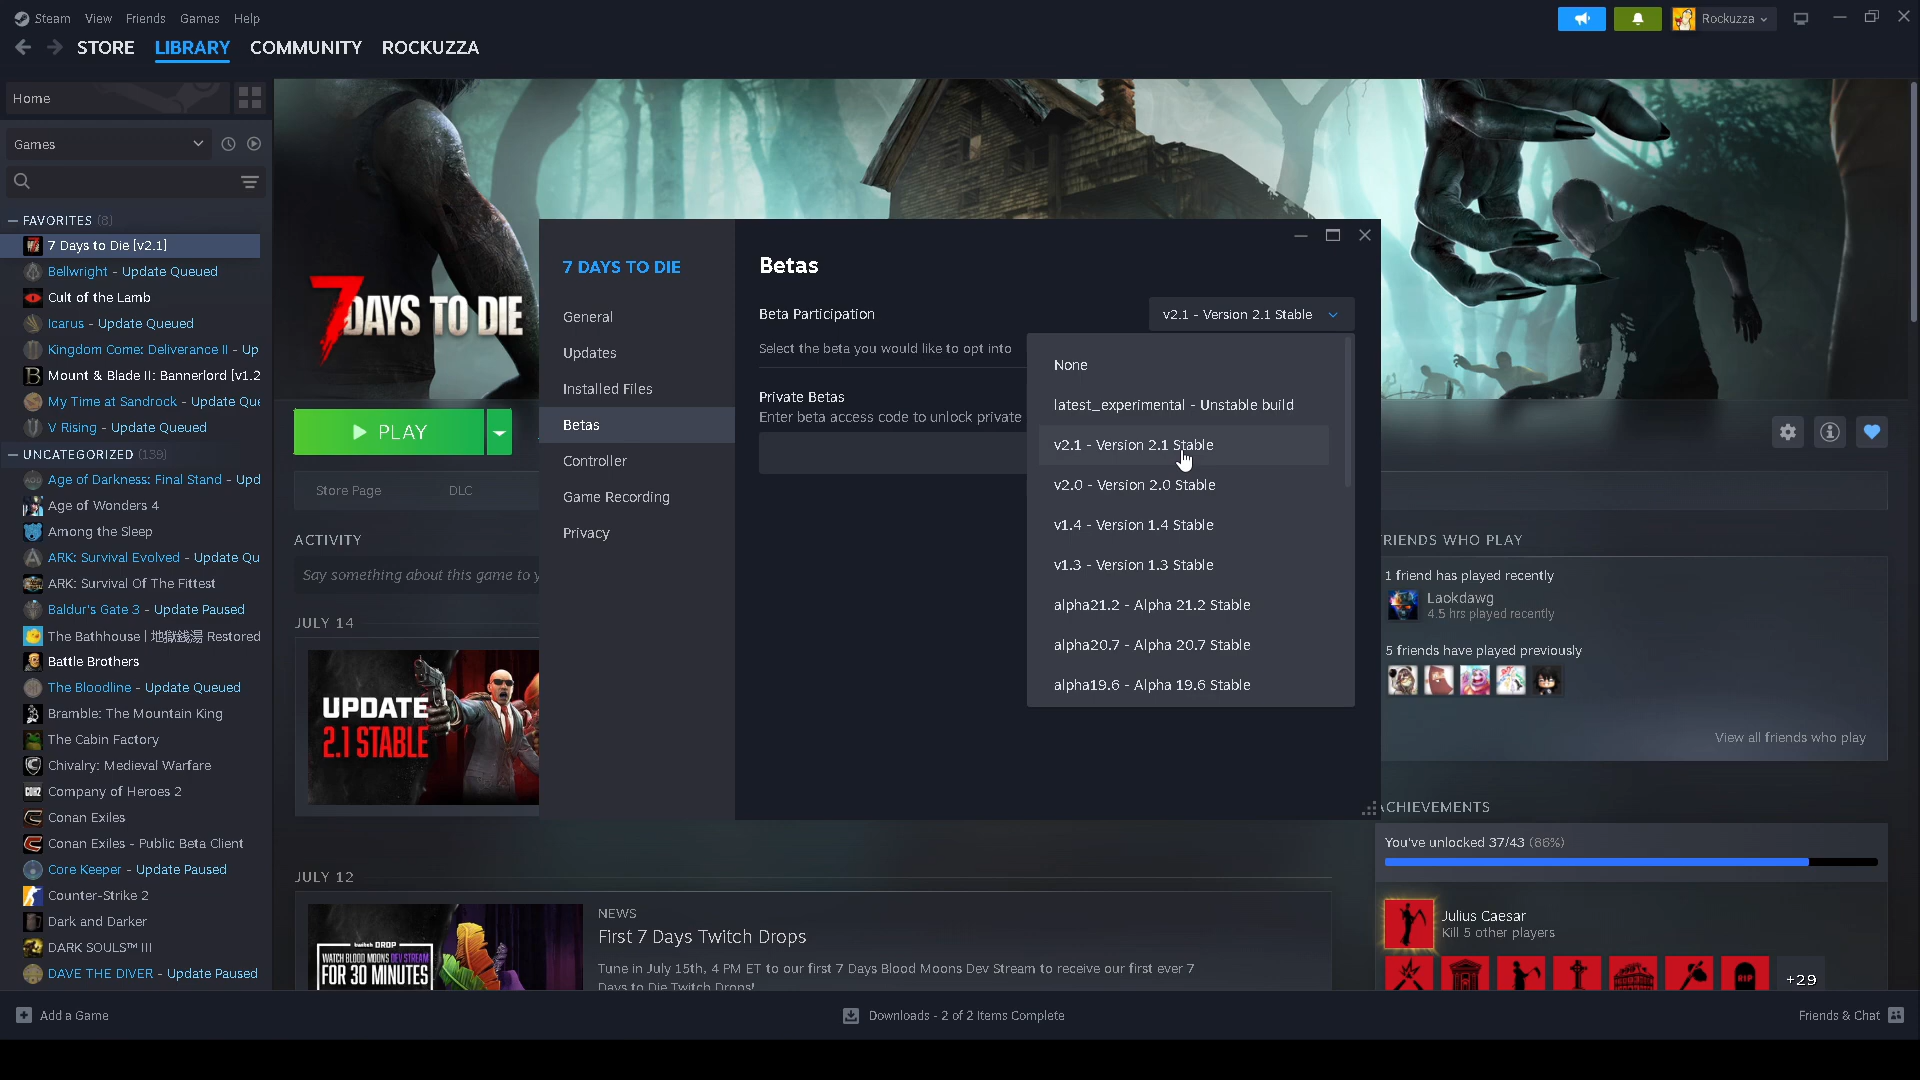 Steam View Friends Games Help
Rockuzza
STORE LIBRARY COMMUNITY ROCKUZZA
Home
Games
FAVORITES (8)
7 Days to Die [v2.1]
Bellwright - Update Queued
Cult of the Lamb
Icarus - Update Queued
Kingdom Come: Deliverance II - Up
Mount & Blade II: Bannerlord [v1.2
My Time at Sandrock - Update Que
V Rising - Update Queued
UNCATEGORIZED (139)
Age of Darkness: Final Stand - Upd
Age of Wonders 4
Among the Sleep
ARK: Survival Evolved - Update Qu
ARK: Survival Of The Fittest
Baldur's Gate 3 - Update Paused
The Bathhouse | 地獄銭湯 Restored
Battle Brothers
The Bloodline - Update Queued
Bramble: The Mountain King
The Cabin Factory
Chivalry: Medieval Warfare
Company of Heroes 2
Conan Exiles
Conan Exiles - Public Beta Client
Core Keeper - Update Paused
Counter-Strike 2
Dark and Darker
DARK SOULS™ III
DAVE THE DIVER - Update Paused
7 DAYS TO DIE
PLAY
Store Page DLC
ACTIVITY
Say something about this game to y
JULY 14
UPDATE
2.1 STABLE
JULY 12
twitch DROP
WATCH BLOOD MOONS DEV STREAM
FOR 30 MINUTES
NEWS
First 7 Days Twitch Drops
Tune in July 15th, 4 PM ET to our first 7 Days Blood Moons Dev Stream to receive our first ever 7
Days to Die Twitch Drops!
7 DAYS TO DIE
General
Updates
Installed Files
Betas
Controller
Game Recording
Privacy
Betas
Beta Participation
v2.1 - Version 2.1 Stable
Select the beta you would like to opt into
Private Betas
Enter beta access code to unlock private
None
latest_experimental - Unstable build
v2.1 - Version 2.1 Stable
v2.0 - Version 2.0 Stable
v1.4 - Version 1.4 Stable
v1.3 - Version 1.3 Stable
alpha21.2 - Alpha 21.2 Stable
alpha20.7 - Alpha 20.7 Stable
alpha19.6 - Alpha 19.6 Stable
RIENDS WHO PLAY
1 friend has played recently
Laokdawg
4.5 hrs played recently
5 friends have played previously
View all friends who play
CHIEVEMENTS
You've unlocked 37/43 (86%)
Julius Caesar
Kill 5 other players
RIP
+29
Add a Game
Downloads - 2 of 2 Items Complete
Friends & Chat